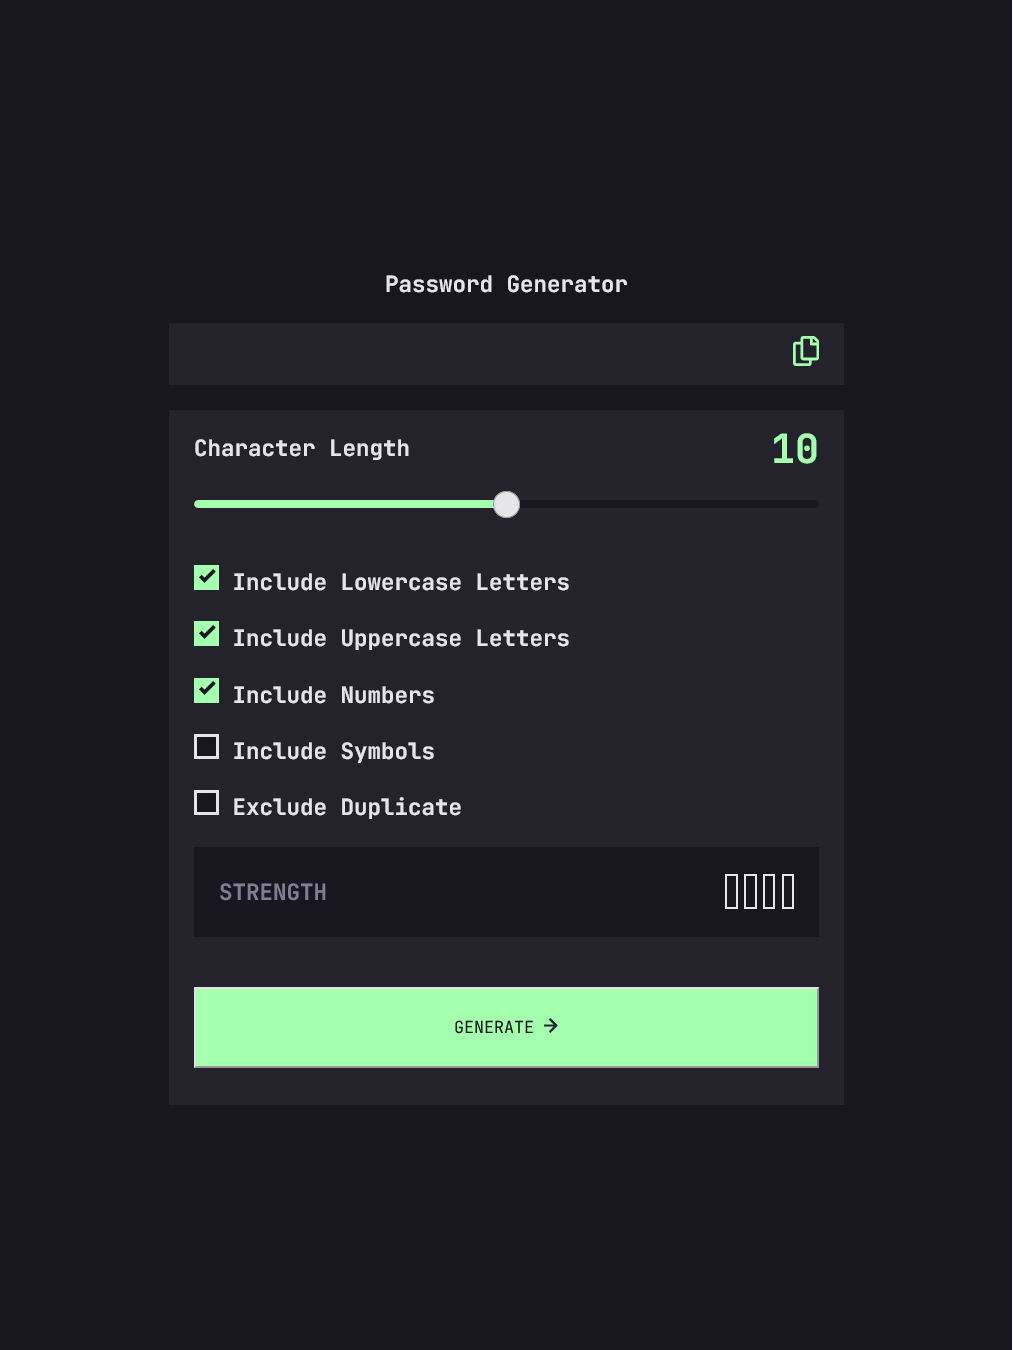 Password Generator
Character Length
10
Include Lowercase Letters
Include Uppercase Letters
Include Numbers
Include Symbols
Exclude Duplicate
STRENGTH
GENERATE →